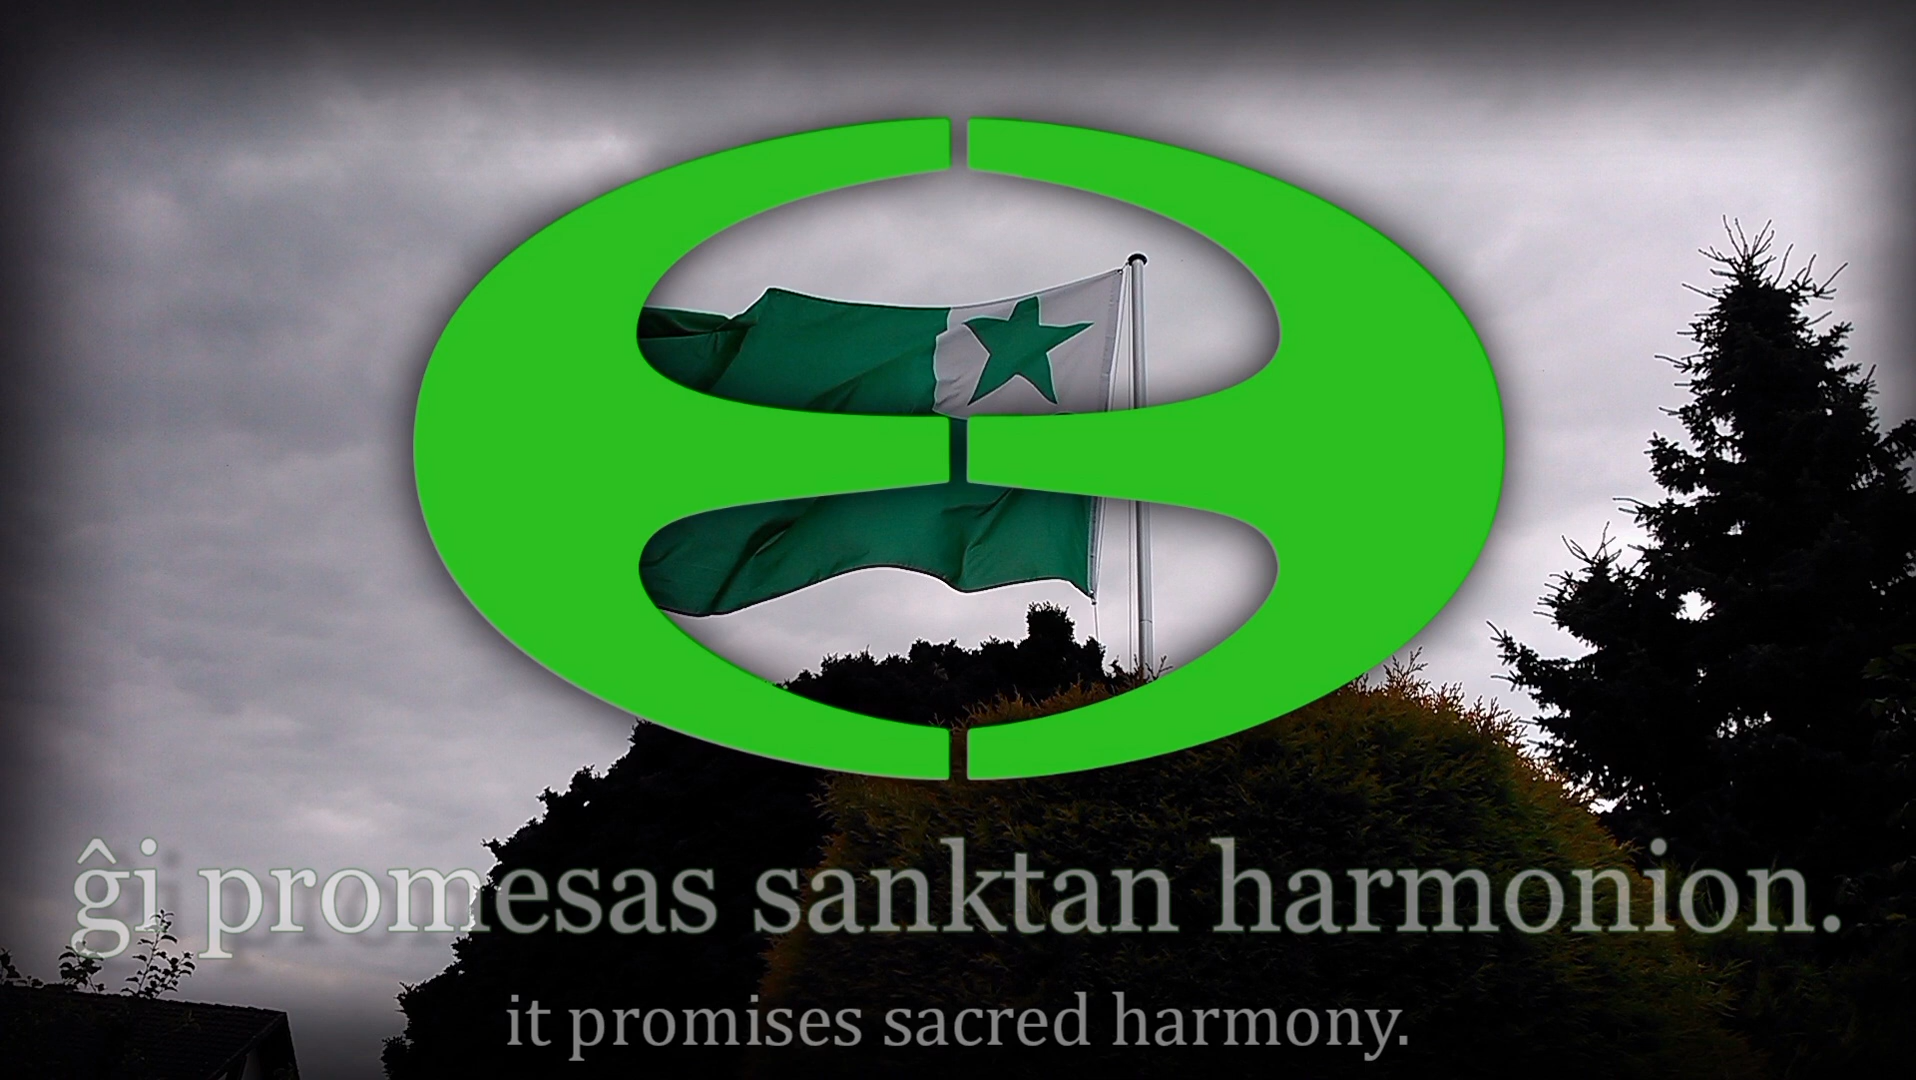 ĝi promesas sanktan harmonion.
it promises sacred harmony.